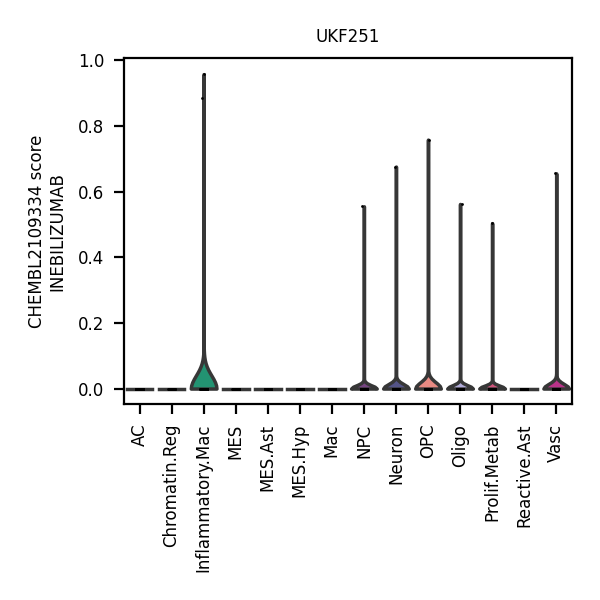 UKF251
CHEMBL2109334 score
INEBILIZUMAB
1.0
0.8
0.6
0.4
0.2
0.0
AC
Chromatin.Reg
Inflammatory.Mac
MES
MES.Ast
MES.Hyp
Mac
NPC
Neuron
OPC
Oligo
Prolif.Metab
Reactive.Ast
Vasc